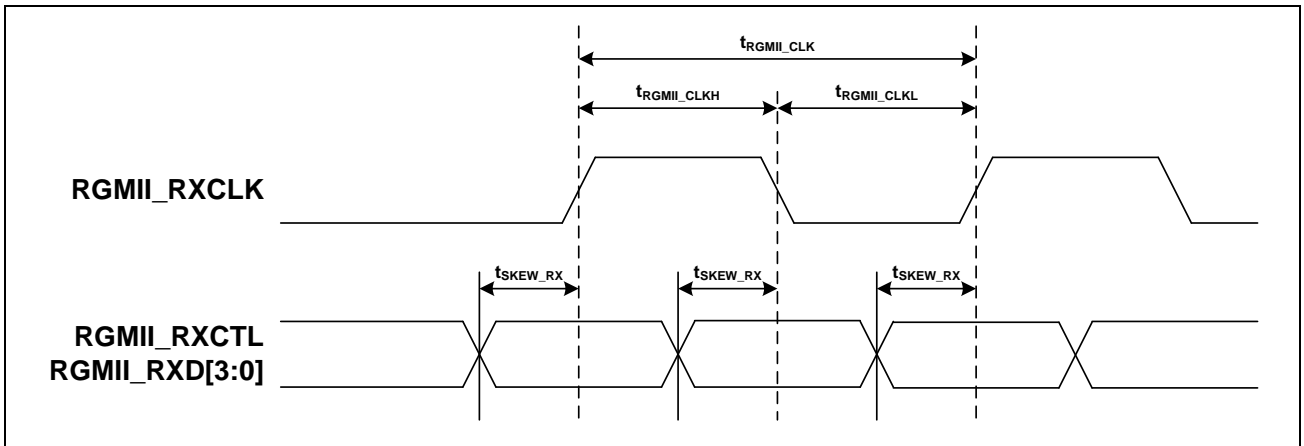 tRGMII_CLK
tRGMII_CLKH tRGMII_CLKL
RGMII_RXCLK
tSKEW_RX tSKEW_RX tSKEW_RX
RGMII_RXCTL
RGMII_RXD[3:0]